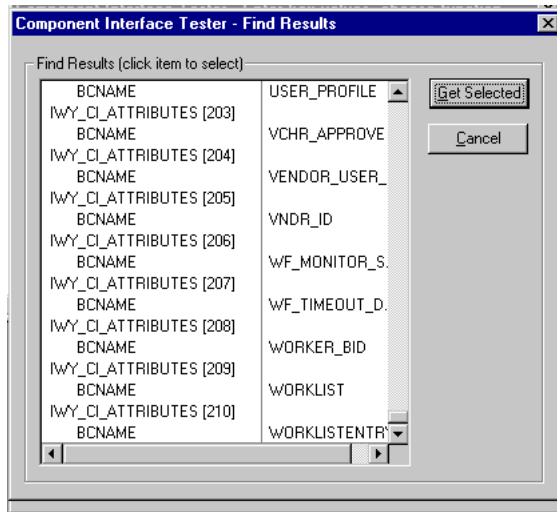 Component Interface Tester - Find Results
Find Results (click item to select)
BCNAME USER_PROFILE
IWY_CI_ATTRIBUTES [203]
BCNAME VCHR_APPROVE
IWY_CI_ATTRIBUTES [204]
BCNAME VENDOR_USER_
IWY_CI_ATTRIBUTES [205]
BCNAME VNDR_ID
IWY_CI_ATTRIBUTES [206]
BCNAME WF_MONITOR_S.
IWY_CI_ATTRIBUTES [207]
BCNAME WF_TIMEOUT_D.
IWY_CI_ATTRIBUTES [208]
BCNAME WORKER_BID
IWY_CI_ATTRIBUTES [209]
BCNAME WORKLIST
IWY_CI_ATTRIBUTES [210]
BCNAME WORKLISTENTRY
Get Selected
Cancel